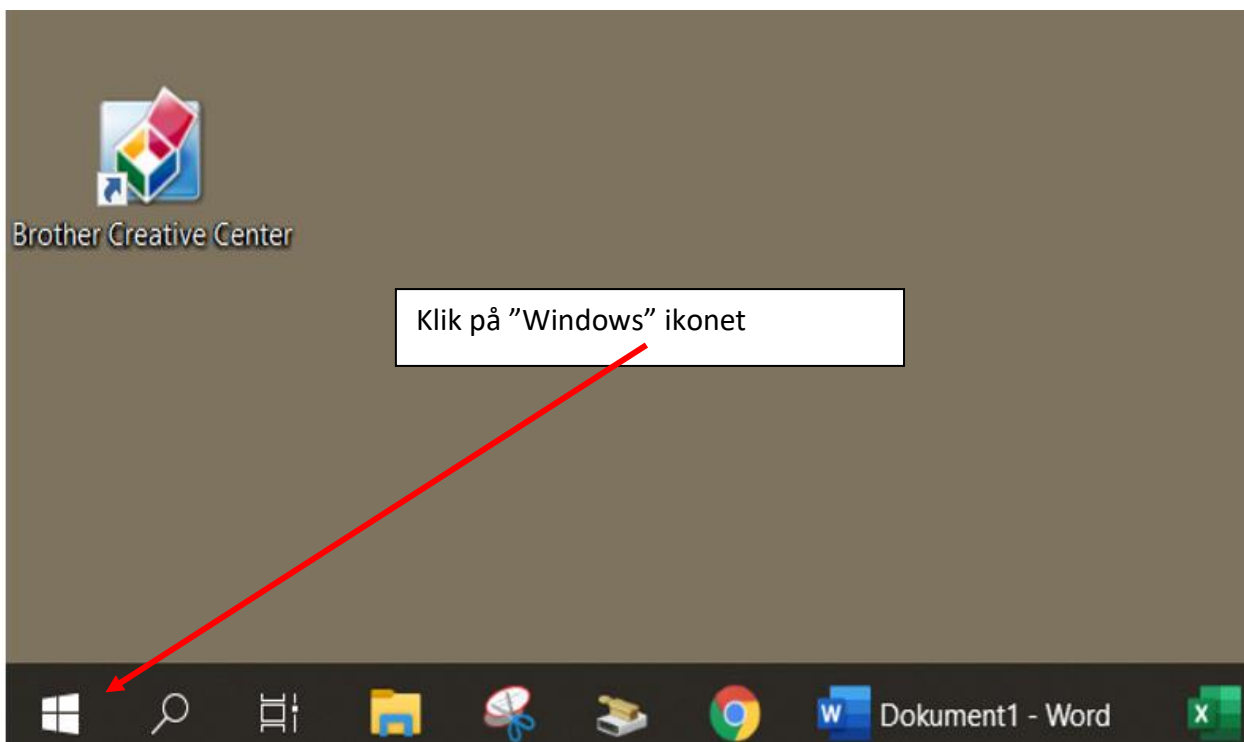 Brother Creative Center
Klik på ”Windows” ikonet
W Dokument1 - Word X